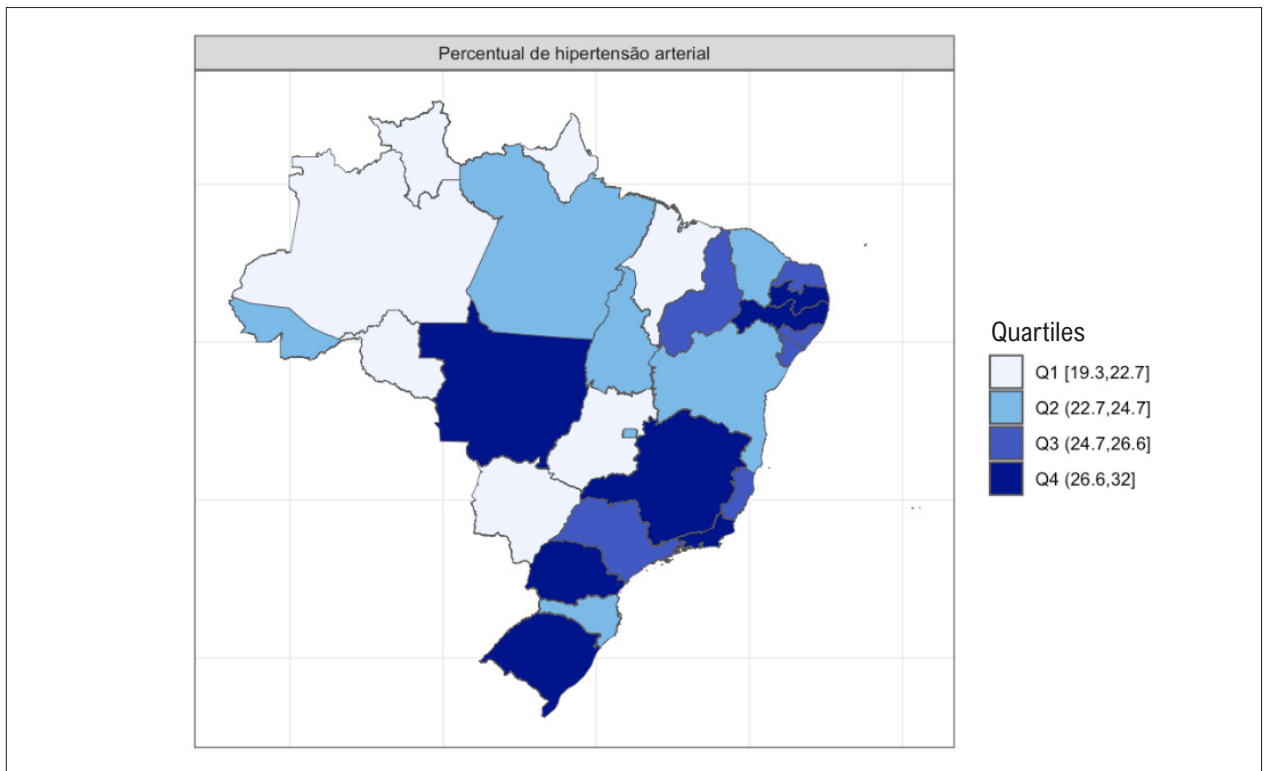 Percentual de hipertensão arterial
Quartiles
Q1 [19.3,22.7]
Q2 (22.7,24.7]
Q3 (24.7,26.6]
Q4 (26.6,32]